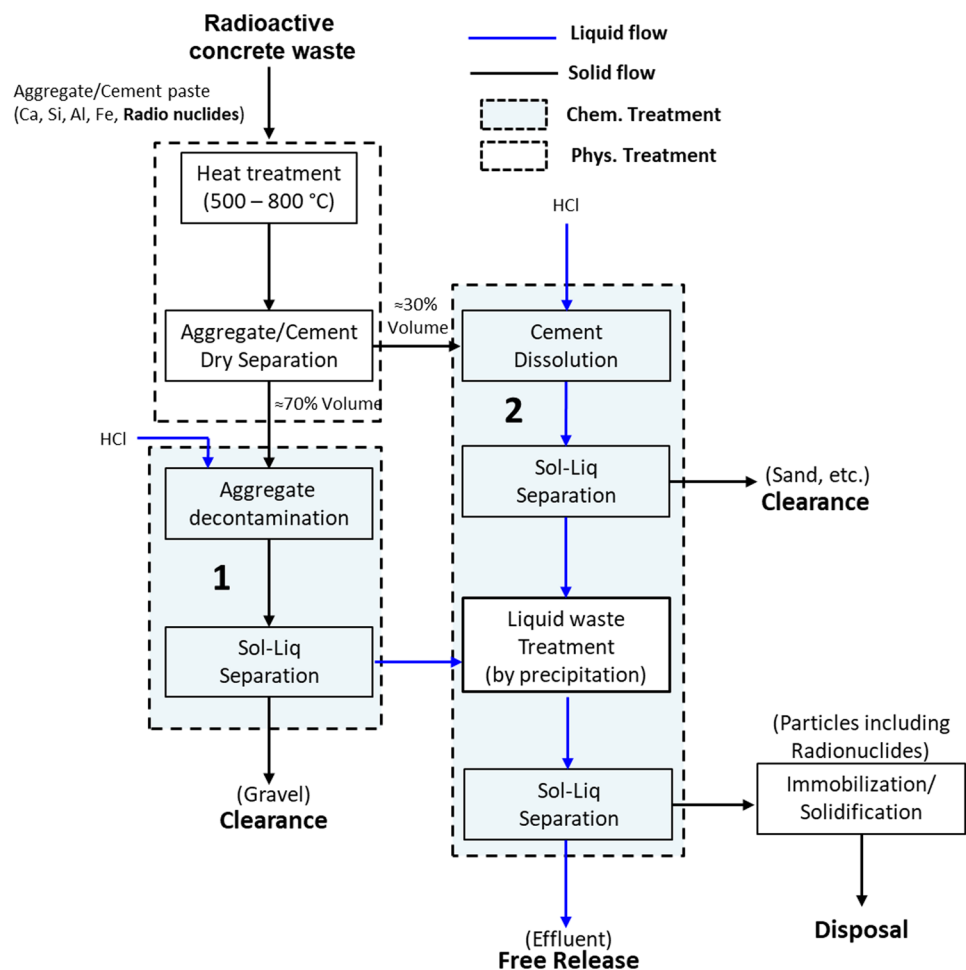 Radioactive
concrete waste
Aggregate/Cement paste
(Ca, Si, Al, Fe, Radio nuclides)
Liquid flow
Solid flow
Chem. Treatment
Phys. Treatment
Heat treatment
(500 – 800 °C)
HCl
≈30%
Volume
Aggregate/Cement
Dry Separation
Cement
Dissolution
≈70% Volume
2
HCl
Sol-Liq
Separation
(Sand, etc.)
Clearance
Aggregate
decontamination
1
Liquid waste
Treatment
(by precipitation)
Sol-Liq
Separation
(Gravel)
Clearance
Sol-Liq
Separation
(Particles including
Radionuclides)
Immobilization/
Solidification
(Effluent)
Free Release
Disposal